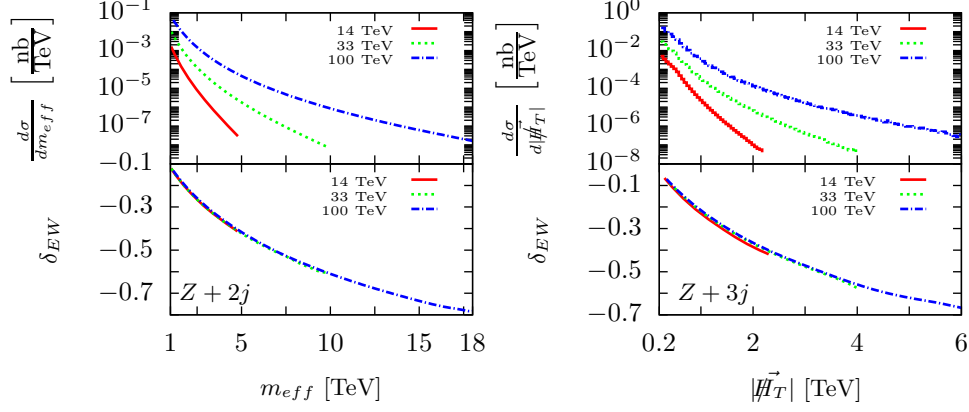 dσ/dm_{eff} [nb/TeV]
10^{−1}
10^{−3}
10^{−5}
10^{−7}
14 TeV
33 TeV
100 TeV
δ_{EW}
−0.1
−0.3
−0.5
−0.7
14 TeV
33 TeV
100 TeV
Z + 2j
1 5 10 15 18
m_{eff} [TeV]
dσ/d|H̸⃗_T| [nb/TeV]
10^{0}
10^{−2}
10^{−4}
10^{−6}
10^{−8}
14 TeV
33 TeV
100 TeV
δ_{EW}
−0.1
−0.3
−0.5
−0.7
14 TeV
33 TeV
100 TeV
Z + 3j
0.2 2 4 6
|H̸⃗_T| [TeV]